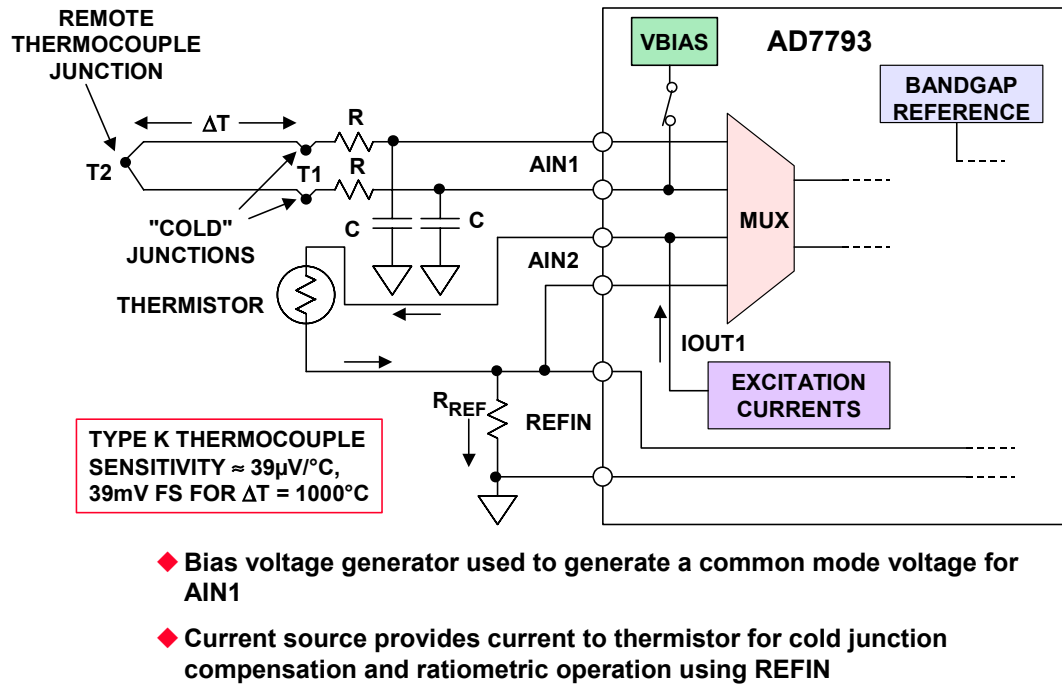 REMOTE
THERMOCOUPLE
JUNCTION
VBIAS
AD7793
BANDGAP
REFERENCE
ΔT
R
T2
T1
R
AIN1
"COLD"
JUNCTIONS
C
C
MUX
AIN2
THERMISTOR
IOUT1
EXCITATION
CURRENTS
RREF
REFIN
TYPE K THERMOCOUPLE
SENSITIVITY ≈ 39µV/°C,
39mV FS FOR ΔT = 1000°C
◆ Bias voltage generator used to generate a common mode voltage for
AIN1
◆ Current source provides current to thermistor for cold junction
compensation and ratiometric operation using REFIN